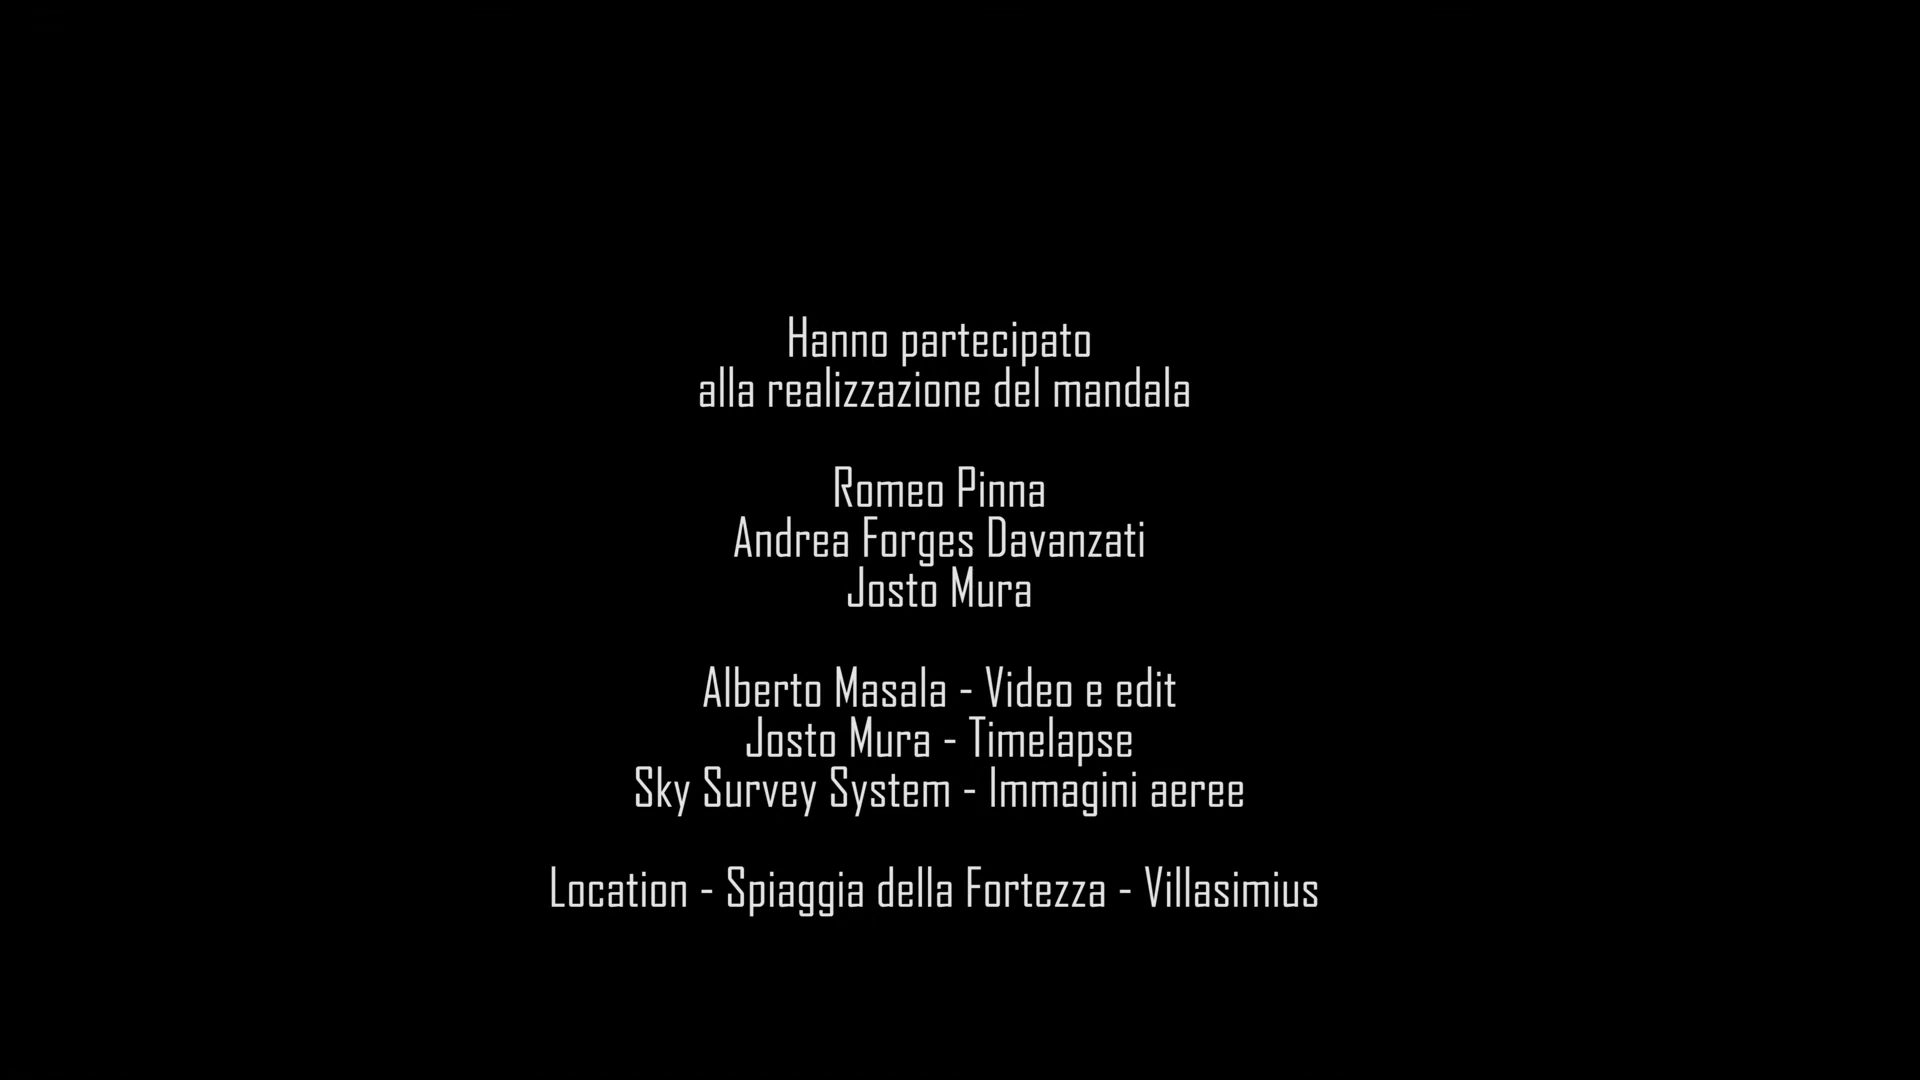 Hanno partecipato
alla realizzazione del mandala
Romeo Pinna
Andrea Forges Davanzati
Josto Mura
Alberto Masala - Video e edit
Josto Mura - Timelapse
Sky Survey System - Immagini aeree
Location - Spiaggia della Fortezza - Villasimius